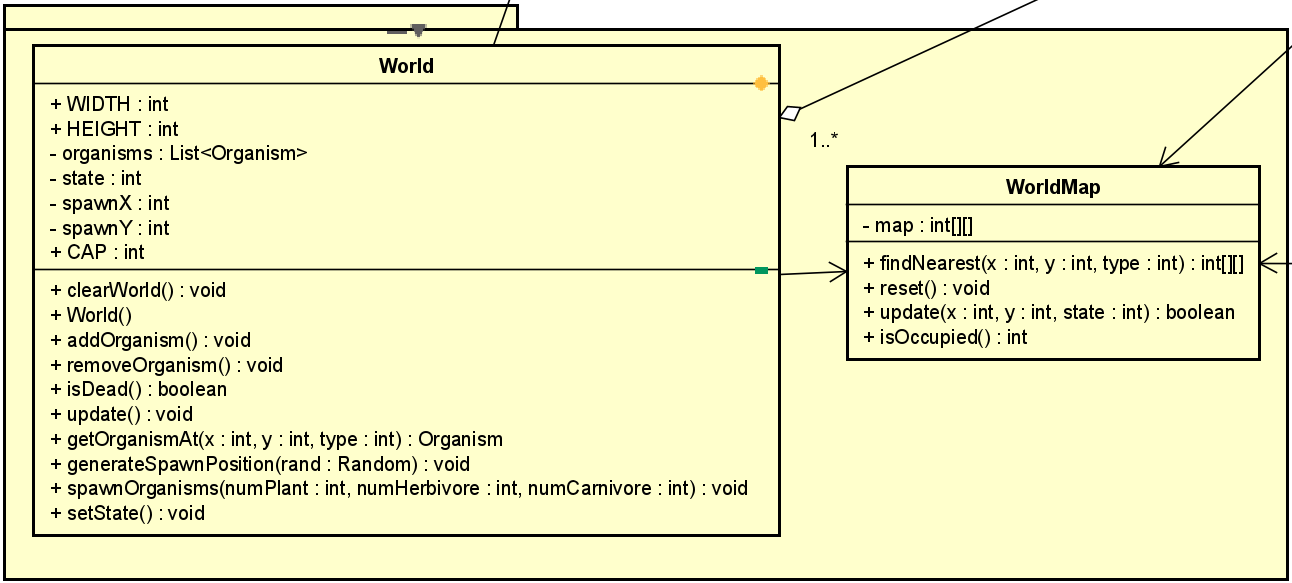 World
+ WIDTH : int
+ HEIGHT : int
- organisms : List<Organism>
- state : int
- spawnX : int
- spawnY : int
+ CAP : int
+ clearWorld() : void
+ World()
+ addOrganism() : void
+ removeOrganism() : void
+ isDead() : boolean
+ update() : void
+ getOrganismAt(x : int, y : int, type : int) : Organism
+ generateSpawnPosition(rand : Random) : void
+ spawnOrganisms(numPlant : int, numHerbivore : int, numCarnivore : int) : void
+ setState() : void
1..*
WorldMap
- map : int[][]
+ findNearest(x : int, y : int, type : int) : int[][]
+ reset() : void
+ update(x : int, y : int, state : int) : boolean
+ isOccupied() : int